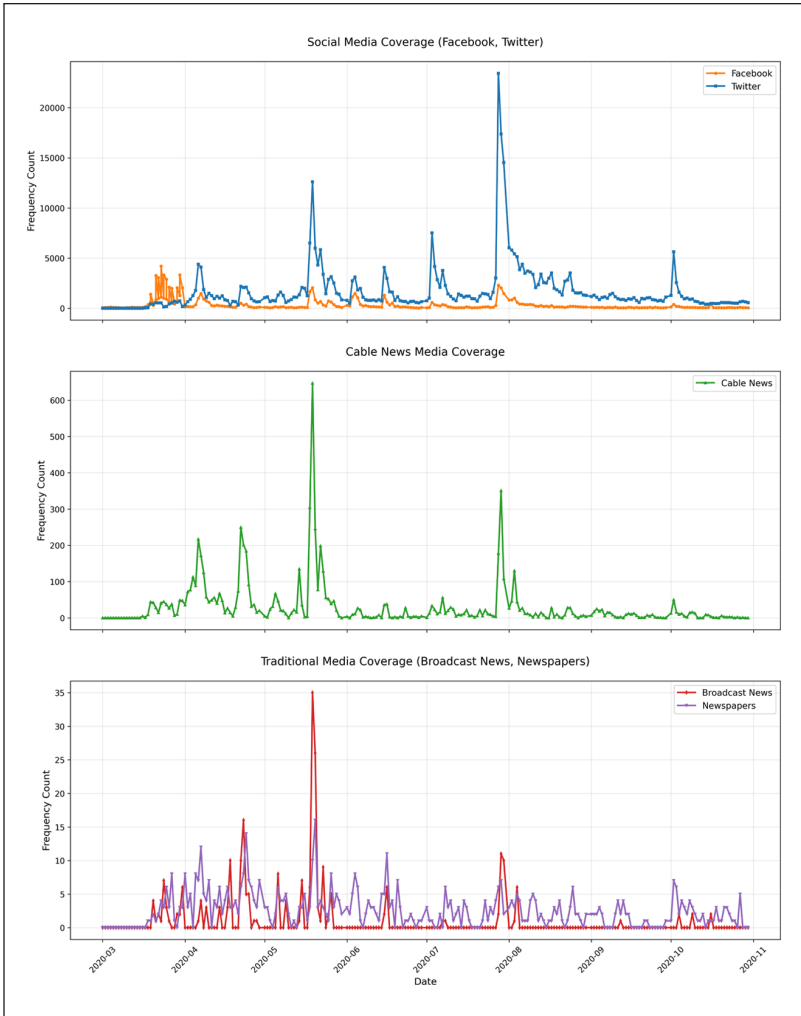 Social Media Coverage (Facebook, Twitter)
Facebook
Twitter
Frequency Count
20000
15000
10000
5000
0
Cable News Media Coverage
Cable News
Frequency Count
600
500
400
300
200
100
0
Traditional Media Coverage (Broadcast News, Newspapers)
Broadcast News
Newspapers
Frequency Count
35
30
25
20
15
10
5
0
2020-03
2020-04
2020-05
2020-06
2020-07
2020-08
2020-09
2020-10
2020-11
Date